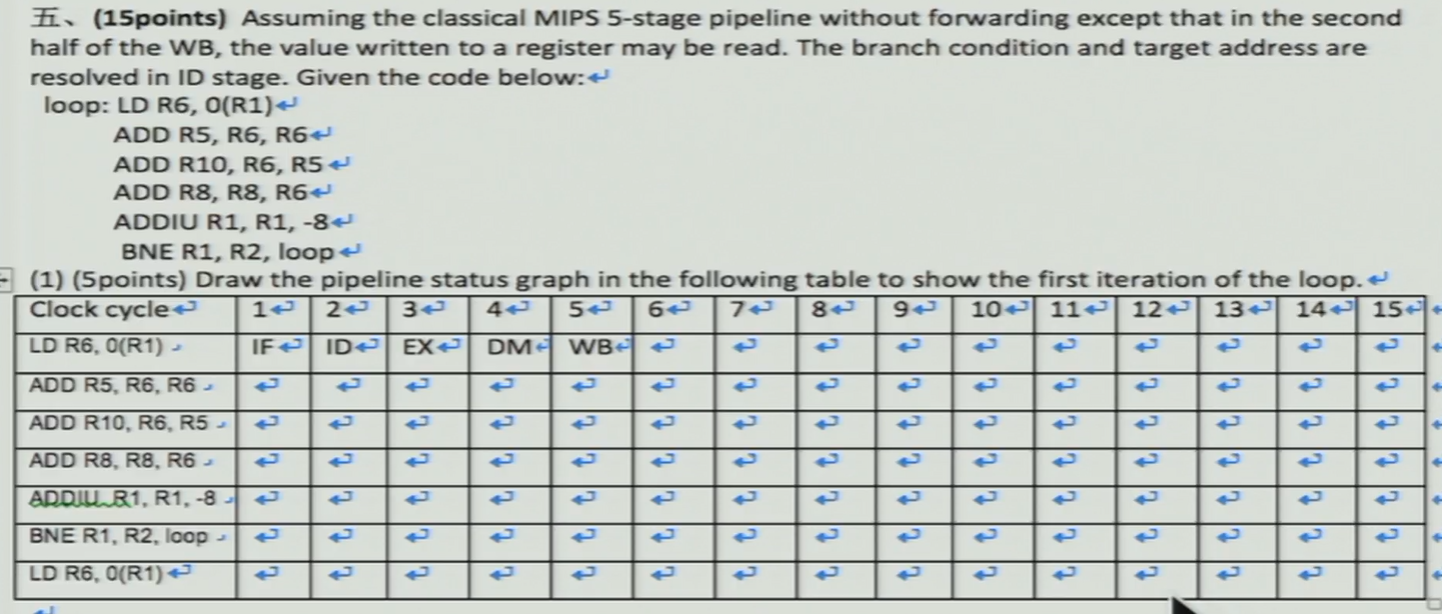 五、 (15points) Assuming the classical MIPS 5-stage pipeline without forwarding except that in the second
half of the WB, the value written to a register may be read. The branch condition and target address are
resolved in ID stage. Given the code below:↵
loop: LD R6, 0(R1)↵
ADD R5, R6, R6↵
ADD R10, R6, R5↵
ADD R8, R8, R6↵
ADDIU R1, R1, -8↵
BNE R1, R2, loop↵
(1) (5points) Draw the pipeline status graph in the following table to show the first iteration of the loop.↵
Clock cycle 1 2 3 4 5 6 7 8 9 10 11 12 13 14 15
LD R6, 0(R1) IF ID EX DM WB
ADD R5, R6, R6
ADD R10, R6, R5
ADD R8, R8, R6
ADDIU R1, R1, -8
BNE R1, R2, loop
LD R6, 0(R1)